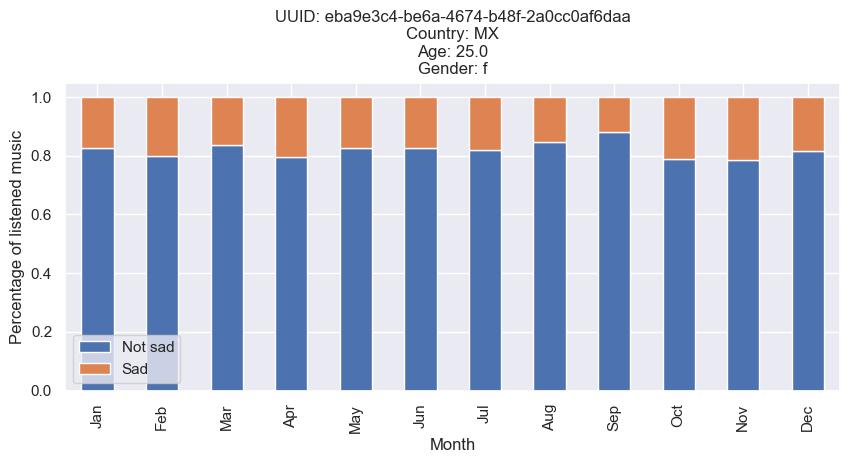 UUID: eba9e3c4-be6a-4674-b48f-2a0cc0af6daa
Country: MX
Age: 25.0
Gender: f
Percentage of listened music
1.0
0.8
0.6
0.4
0.2
0.0
Not sad
Sad
Jan
Feb
Mar
Apr
May
Jun
Jul
Aug
Sep
Oct
Nov
Dec
Month